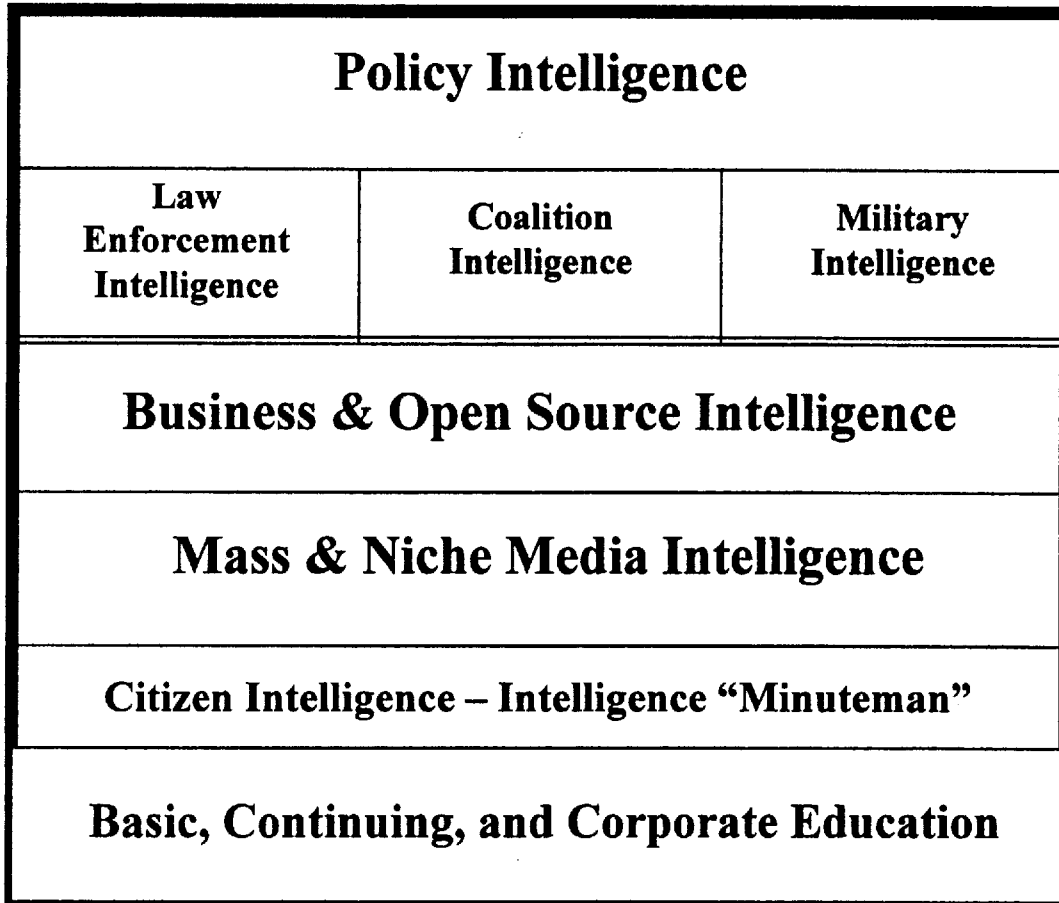 Policy Intelligence
Law
Enforcement
Intelligence
Coalition
Intelligence
Military
Intelligence
Business & Open Source Intelligence
Mass & Niche Media Intelligence
Citizen Intelligence – Intelligence “Minuteman”
Basic, Continuing, and Corporate Education